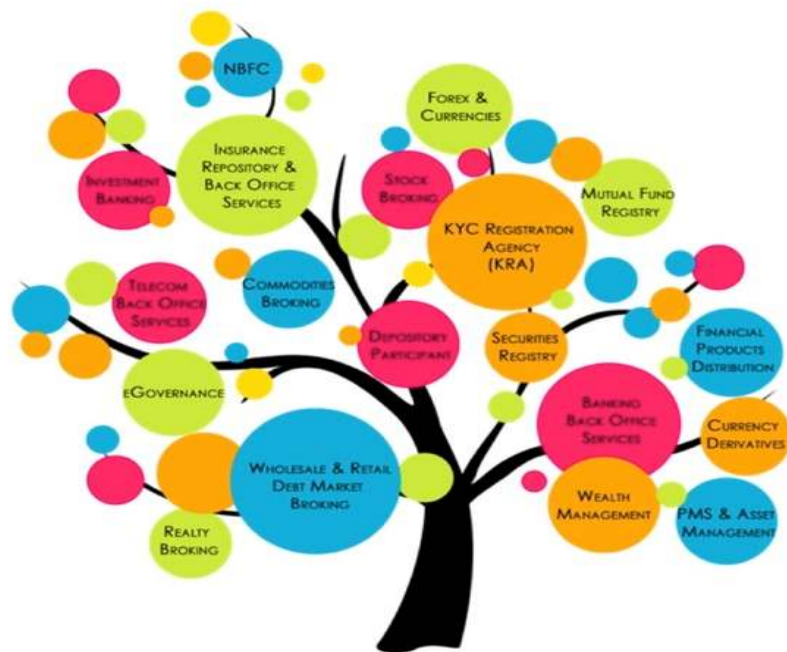 NBFC
Forex &
Currencies
Insurance
Repository &
Back Office
Services
Investment
Banking
Stock
Broking
Mutual Fund
Registry
KYC Registration
Agency
(KRA)
Telecom
Back Office
Services
Commodities
Broking
Depository
Participant
Securities
Registry
Financial
Products
Distribution
eGovernance
Banking
Back Office
Services
Currency
Derivatives
Wholesale & Retail
Debt Market
Broking
Wealth
Management
PMS & Asset
Management
Realty
Broking